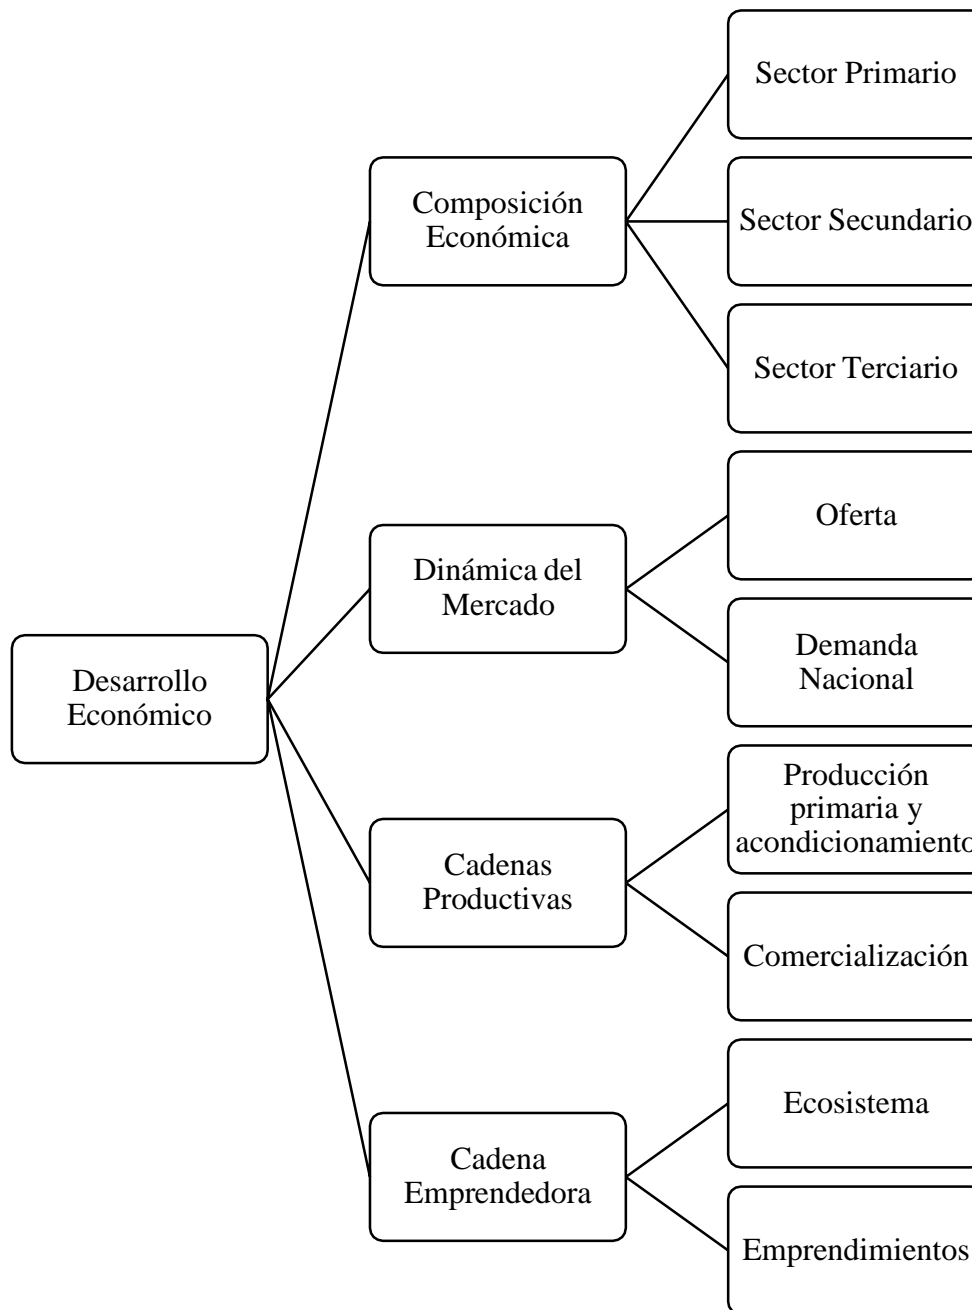 Sector Primario
Composición
Económica
Sector Secundario
Sector Terciario
Oferta
Dinámica del
Mercado
Demanda
Nacional
Desarrollo
Económico
Producción
primaria y
acondicionamiento
Cadenas
Productivas
Comercialización
Ecosistema
Cadena
Emprendedora
Emprendimientos